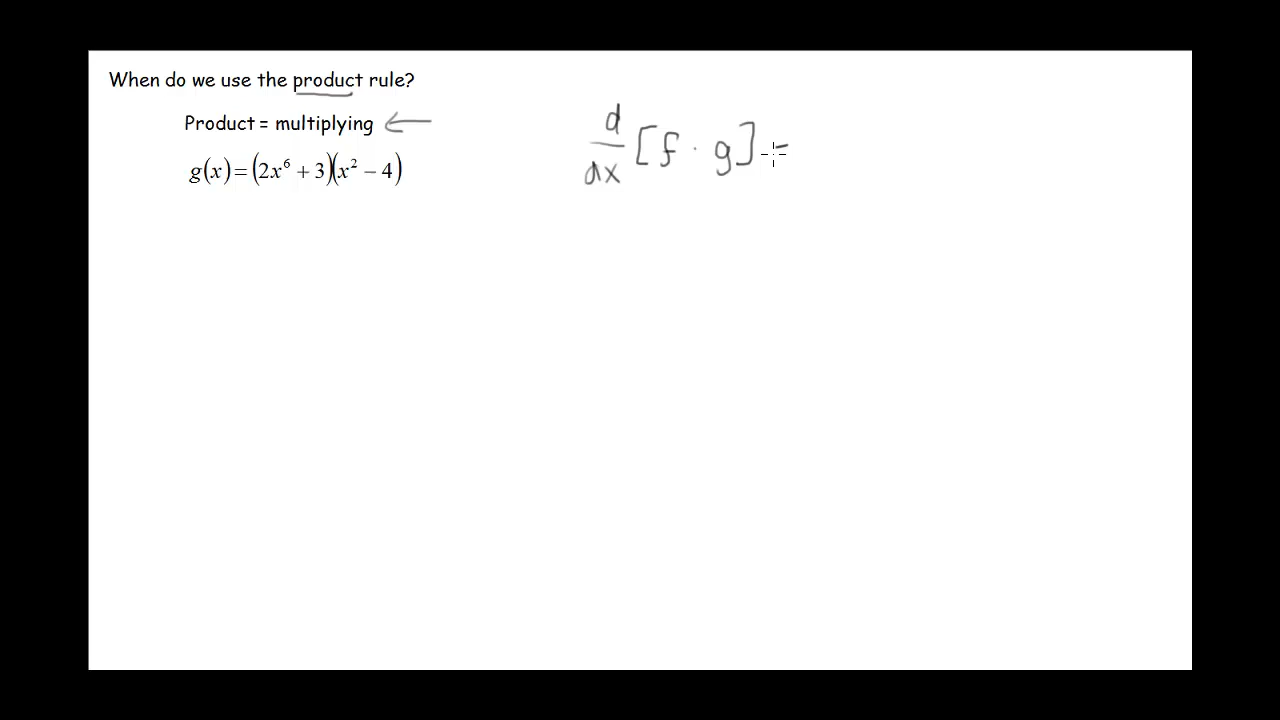 When do we use the product rule?
Product = multiplying
g(x) = (2x⁶ + 3)(x² − 4)
d/dx [f · g] =